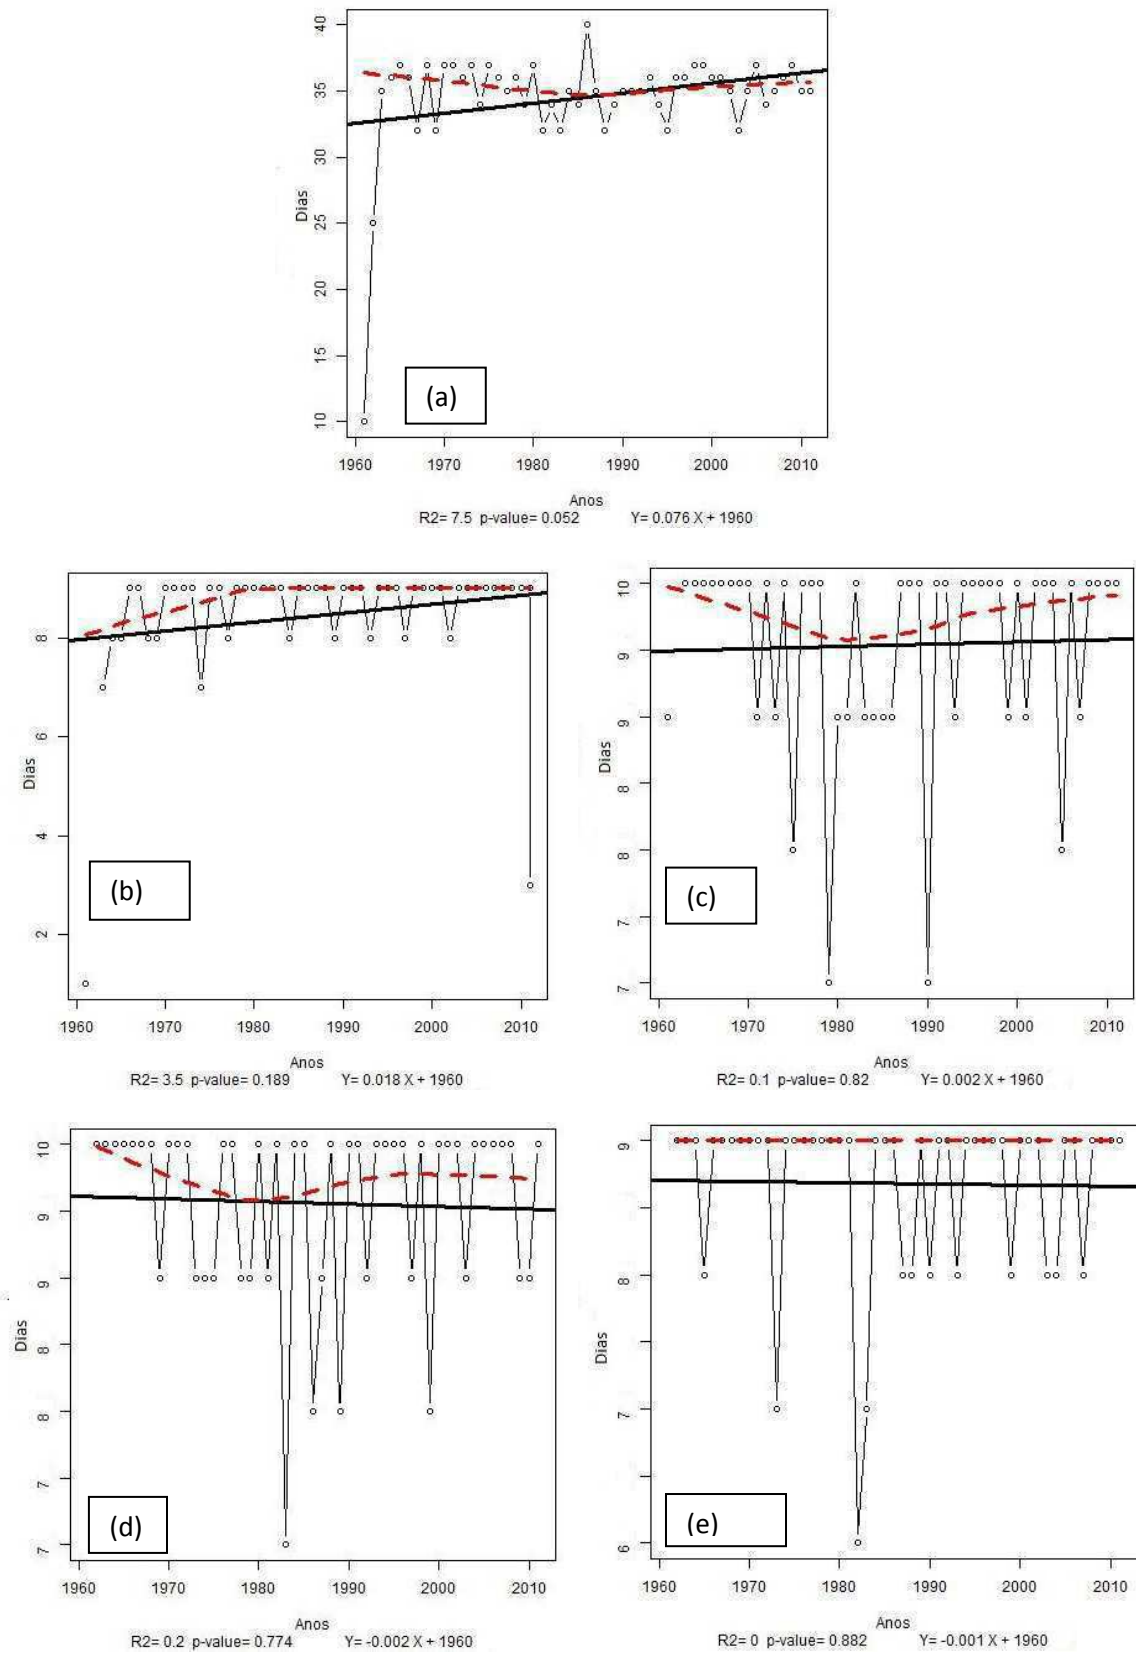 40
35
30
25
20
15
10
Dias
(a)
1960 1970 1980 1990 2000 2010
Anos
R2= 7.5 p-value= 0.052 Y= 0.076 X + 1960
8
6
4
2
Dias
(b)
1960 1970 1980 1990 2000 2010
Anos
R2= 3.5 p-value= 0.189 Y= 0.018 X + 1960
10
9
9
8
8
7
7
Dias
(c)
1960 1970 1980 1990 2000 2010
Anos
R2= 0.1 p-value= 0.82 Y= 0.002 X + 1960
10
9
9
8
8
7
7
Dias
(d)
1960 1970 1980 1990 2000 2010
Anos
R2= 0.2 p-value= 0.774 Y= -0.002 X + 1960
9
8
7
6
Dias
(e)
1960 1970 1980 1990 2000 2010
Anos
R2= 0 p-value= 0.882 Y= -0.001 X + 1960